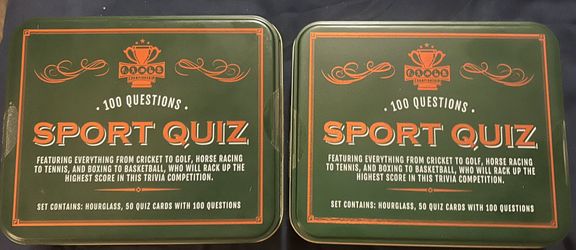 · 100 QUESTIONS ·
SPORT QUIZ
FEATURING EVERYTHING FROM CRICKET TO GOLF, HORSE RACING
TO TENNIS, AND BOXING TO BASKETBALL, WHO WILL RACK UP THE
HIGHEST SCORE IN THIS TRIVIA COMPETITION.
SET CONTAINS: HOURGLASS, 50 QUIZ CARDS WITH 100 QUESTIONS
· 100 QUESTIONS ·
SPORT QUIZ
FEATURING EVERYTHING FROM CRICKET TO GOLF, HORSE RACING
TO TENNIS, AND BOXING TO BASKETBALL, WHO WILL RACK UP THE
HIGHEST SCORE IN THIS TRIVIA COMPETITION.
SET CONTAINS: HOURGLASS, 50 QUIZ CARDS WITH 100 QUESTIONS